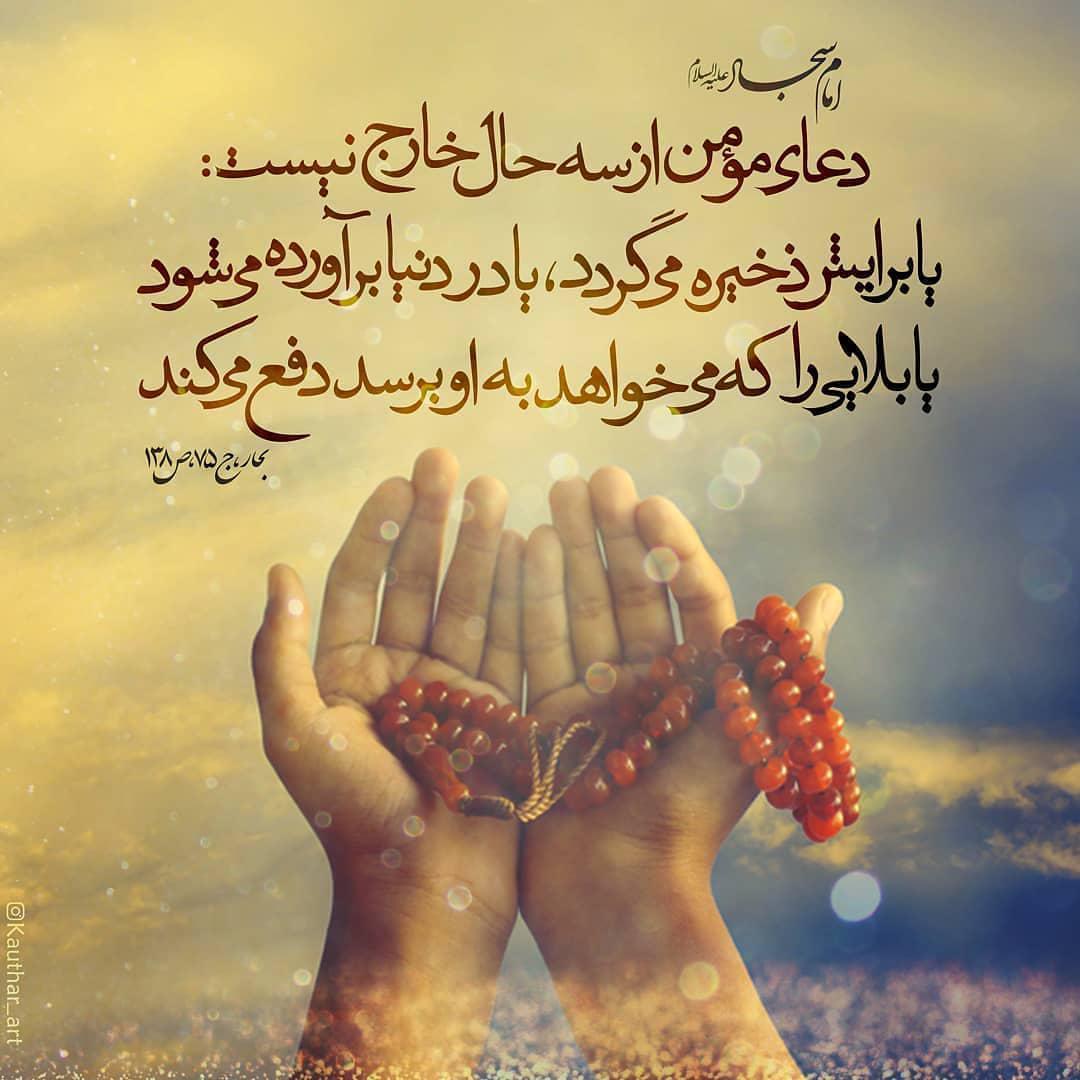 امام سجاد علیه السلام
دعای مؤمن از سه حال خارج نیست:
یا برایش ذخیره می‌گردد، یا در دنیا برآورده می‌شود
یا بلایی را که می‌خواهد به او برسد دفع می‌کند
بحار، ج ۷۵، ص ۱۳۸
@Kauthar_art